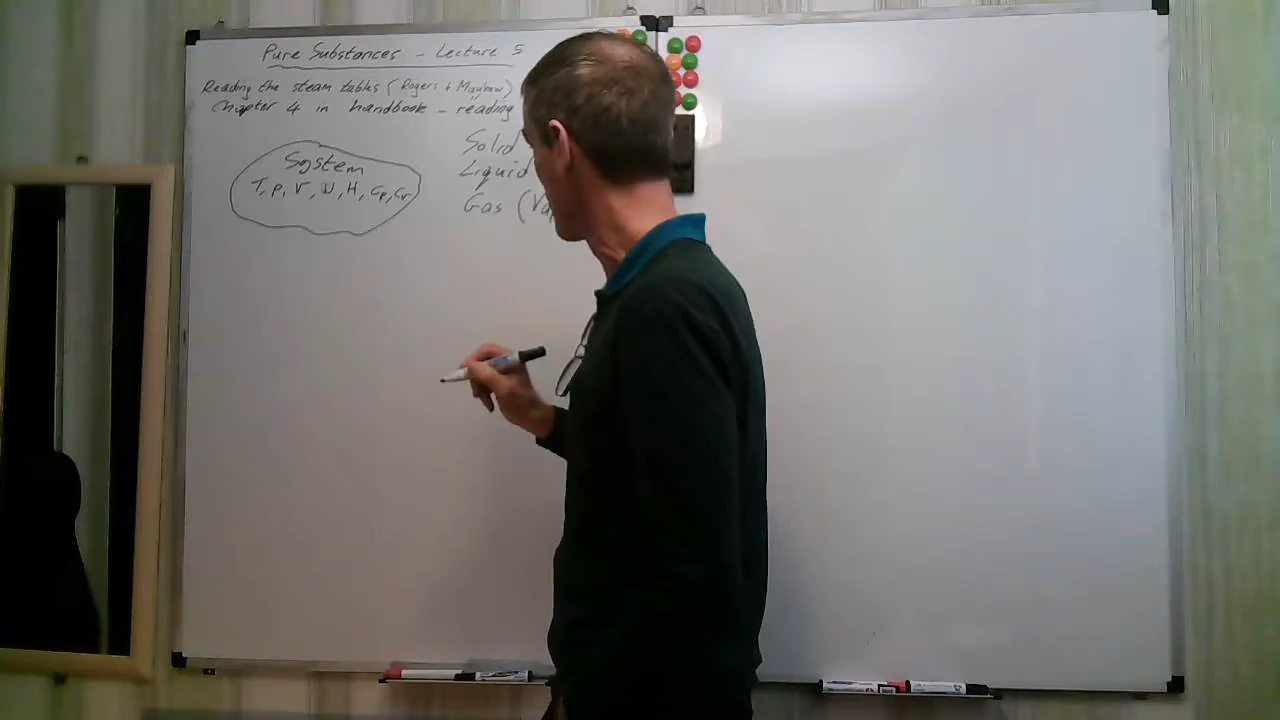 Pure Substances - Lecture 5
Reading the steam tables (Rogers + Mayhew)
Chapter 4 in handbook - reading
System
T, P, V, U, H, Cp, Cv
Solid
Liquid
Gas (Va